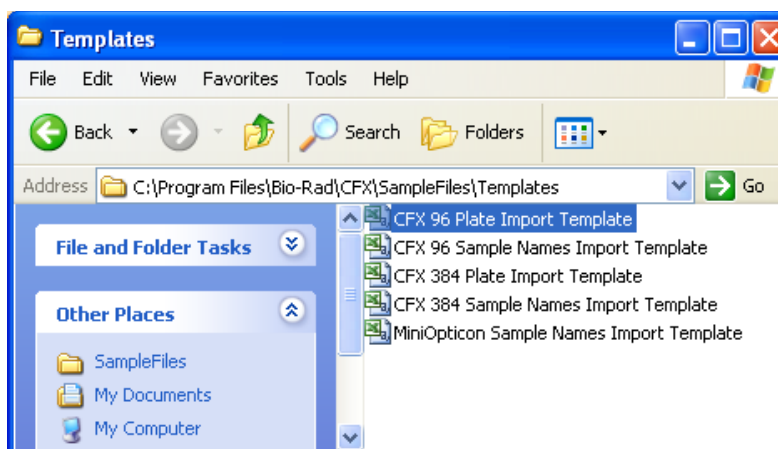 Templates
File Edit View Favorites Tools Help
Back Search Folders
Address C:\Program Files\Bio-Rad\CFX\SampleFiles\Templates Go
File and Folder Tasks
Other Places
SampleFiles
My Documents
My Computer
CFX 96 Plate Import Template
CFX 96 Sample Names Import Template
CFX 384 Plate Import Template
CFX 384 Sample Names Import Template
MiniOpticon Sample Names Import Template